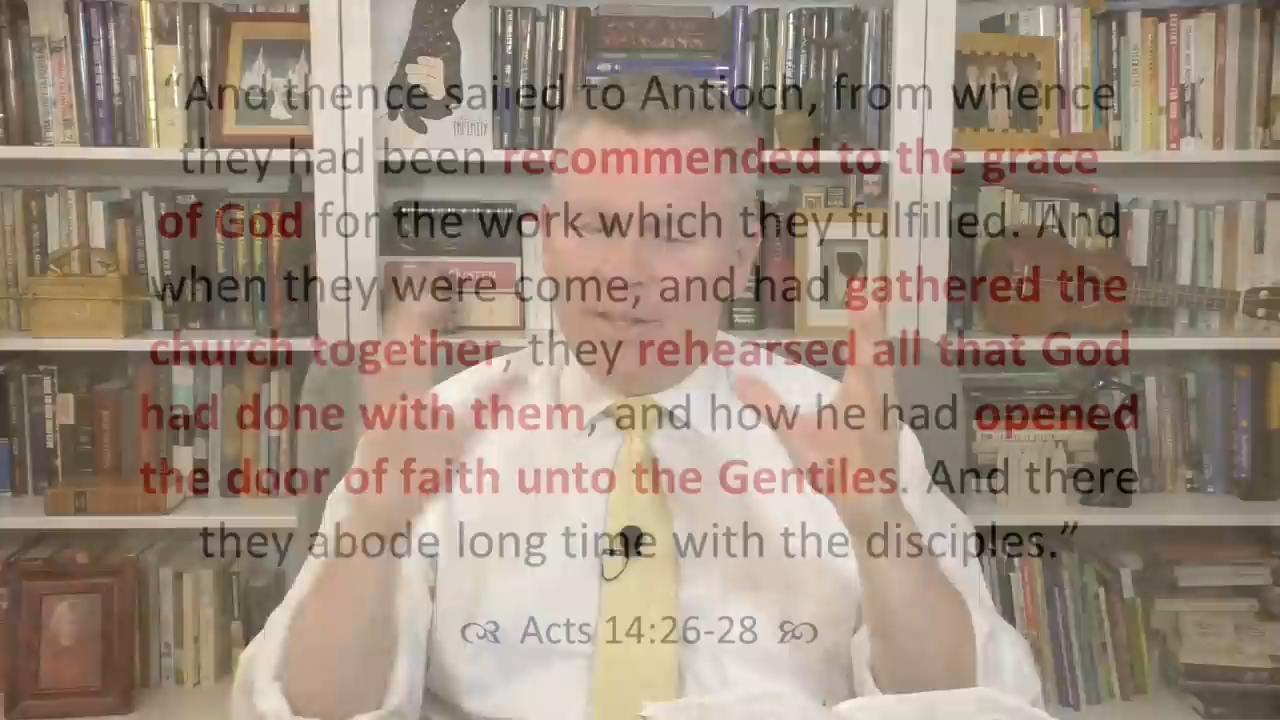 “And thence sailed to Antioch, from whence
they had been recommended to the grace
of God for the work which they fulfilled. And
when they were come, and had gathered the
church together, they rehearsed all that God
had done with them, and how he had opened
the door of faith unto the Gentiles. And there
they abode long time with the disciples.”
Acts 14:26-28
INFINITY
AUSTEN